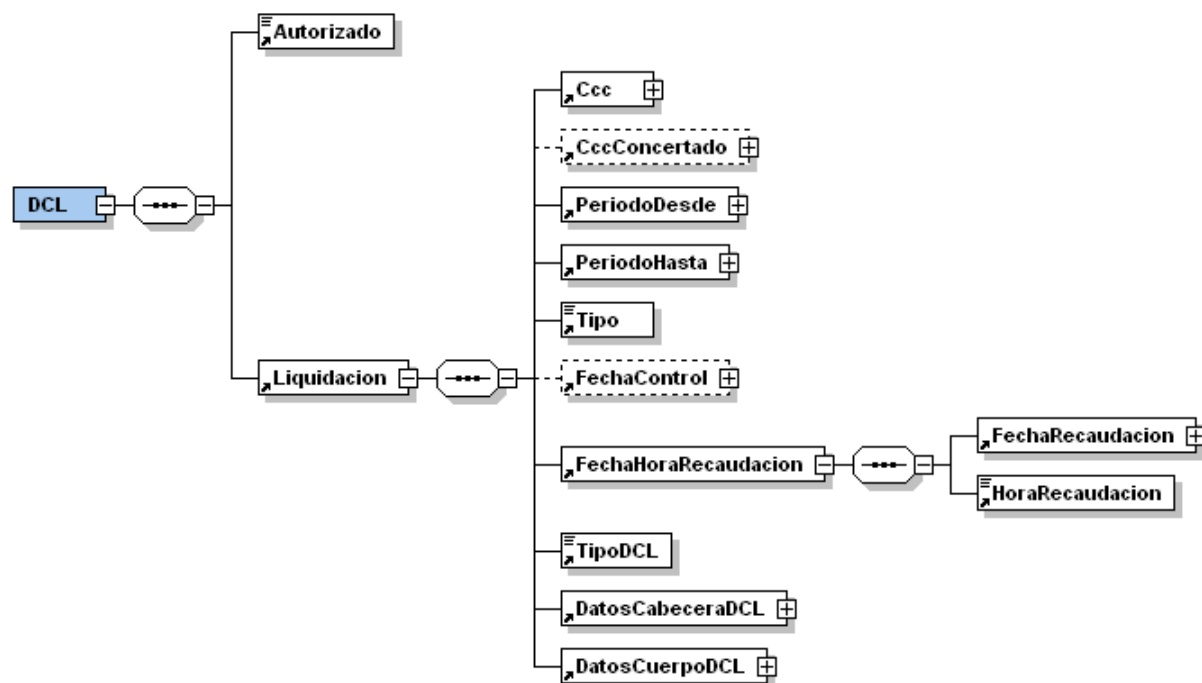 Autorizado
Ccc
CccConcertado
DCL
PeriodoDesde
PeriodoHasta
Tipo
Liquidacion
FechaControl
FechaHoraRecaudacion
FechaRecaudacion
HoraRecaudacion
TipoDCL
DatosCabeceraDCL
DatosCuerpoDCL